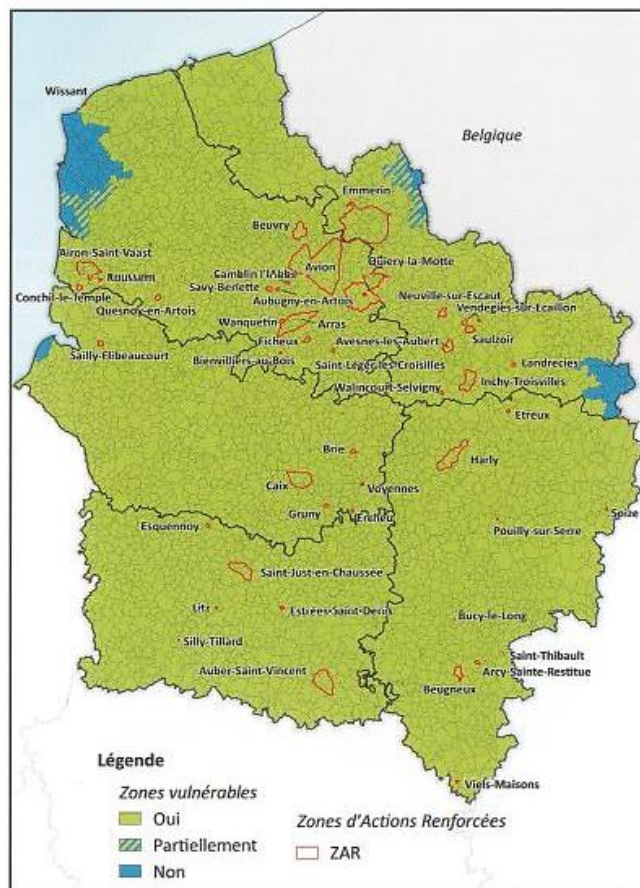 Wissant
Belgique
Emmerin
Beuvry
Airon-Saint-Vaast
Roussent
Avion
Quiery-la-Motte
Gamblin l'Abbé
Savy-Berlette
Conchil-le-Temple
Quesnoy-en-Artois
Aubugny-en-Artois
Neuville-sur-Escaut
Vendegies-sur-Ecaillon
Wanquetin
Arras
Saulzoir
Ficheux
Avesnes-les-Aubert
Sailly-Flibeaucourt
Bienvilliers-au-Bois
Saint-Léger-les-Croisilles
Landrecies
Walincourt-Selvigny
Inchy-Troisvilles
Etreux
Brie
Harly
Caix
Voyennes
Gruny
Ercheu
Esquennoy
Pouilly-sur-Serre
Saint-Just-en-Chaussée
Litz
Estrées-Saint-Denis
Bucy-le-Long
Silly-Tillard
Saint-Thibault
Auber-Saint-Vincent
Arcy-Sainte-Restitue
Beugneux
Viels-Maisons
Légende
Zones vulnérables
Oui
Partiellement
Non
Zones d'Actions Renforcées
ZAR